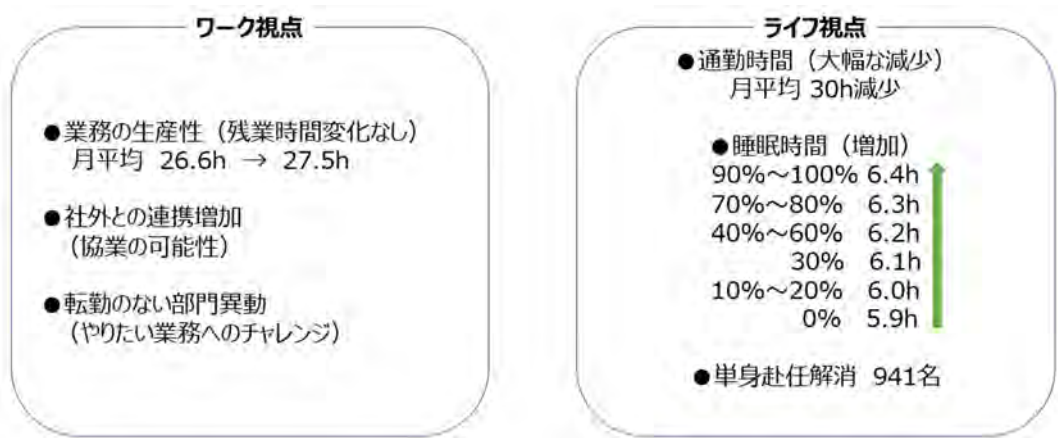 ワーク視点
●業務の生産性（残業時間変化なし）
月平均 26.6h → 27.5h
●社外との連携増加
（協業の可能性）
●転勤のない部門異動
（やりたい業務へのチャレンジ）
ライフ視点
●通勤時間（大幅な減少）
月平均 30h減少
●睡眠時間（増加）
90%～100% 6.4h
70%～80% 6.3h
40%～60% 6.2h
30% 6.1h
10%～20% 6.0h
0% 5.9h
●単身赴任解消 941名